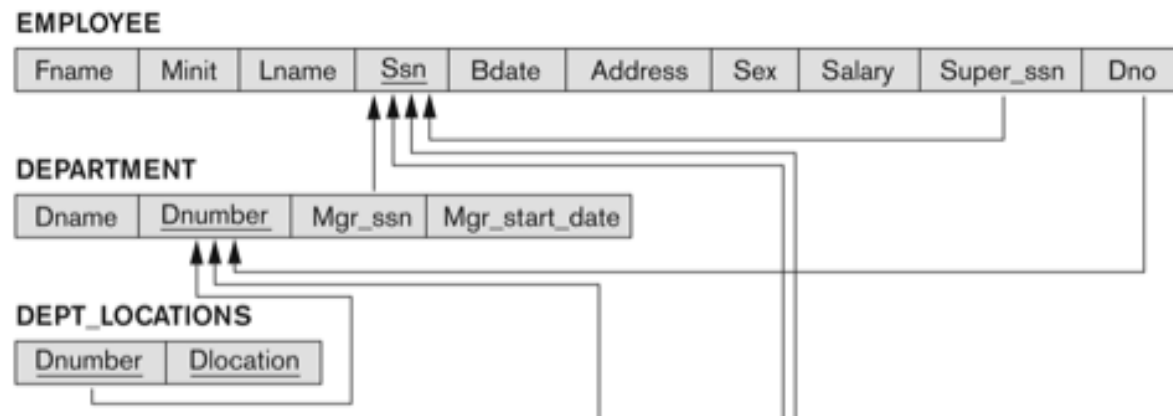 EMPLOYEE
Fname Minit Lname Ssn Bdate Address Sex Salary Super_ssn Dno
DEPARTMENT
Dname Dnumber Mgr_ssn Mgr_start_date
DEPT_LOCATIONS
Dnumber Dlocation